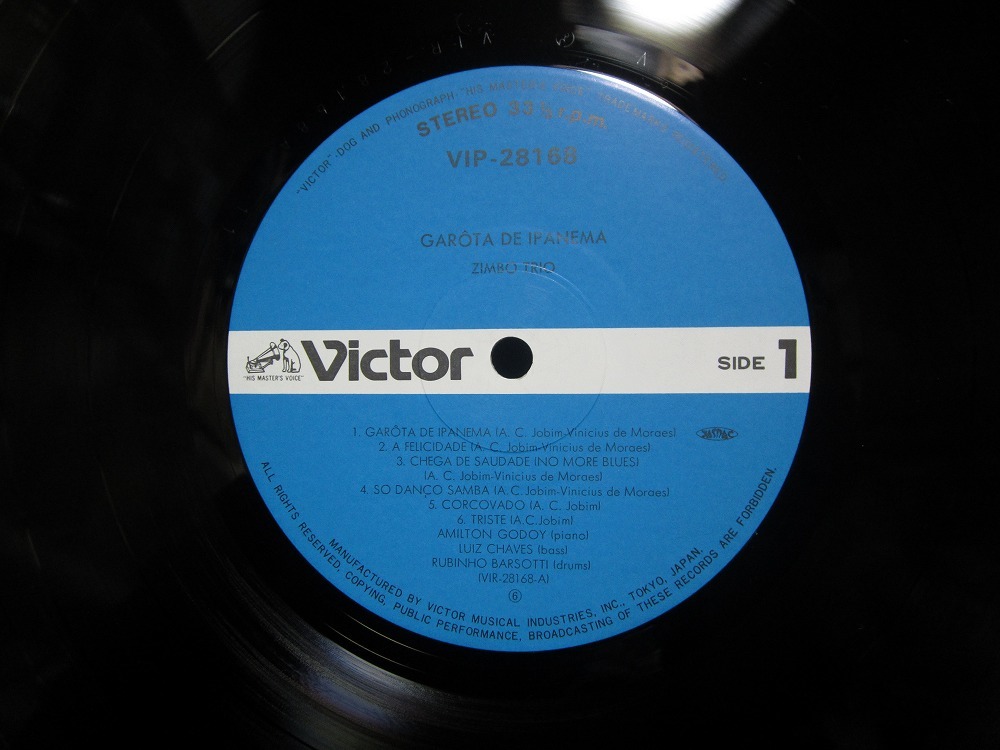 "VICTOR"·DOG AND PHONOGRAPH·"HIS MASTER'S VOICE" TRADE MARKS REGISTERED
STEREO 33⅓ r.p.m.
VIP-28168
GARÔTA DE IPANEMA
ZIMBO TRIO
"HIS MASTER'S VOICE"
Victor
SIDE 1
1. GARÔTA DE IPANEMA (A. C. Jobim-Vinicius de Moraes)
JASRAC
2. A FELICIDADE (A. C. Jobim-Vinicius de Moraes)
3. CHEGA DE SAUDADE (NO MORE BLUES)
(A. C. Jobim-Vinicius de Moraes)
4. SO DANÇO SAMBA (A. C. Jobim-Vinicius de Moraes)
5. CORCOVADO (A. C. Jobim)
6. TRISTE (A.C.Jobim)
AMILTON GODOY (piano)
LUIZ CHAVES (bass)
RUBINHO BARSOTTI (drums)
(VIR-28168-A)
⑥
MANUFACTURED BY VICTOR MUSICAL INDUSTRIES, INC., TOKYO, JAPAN.
ALL RIGHTS RESERVED. COPYING, PUBLIC PERFORMANCE, BROADCASTING OF THESE RECORDS ARE FORBIDDEN.